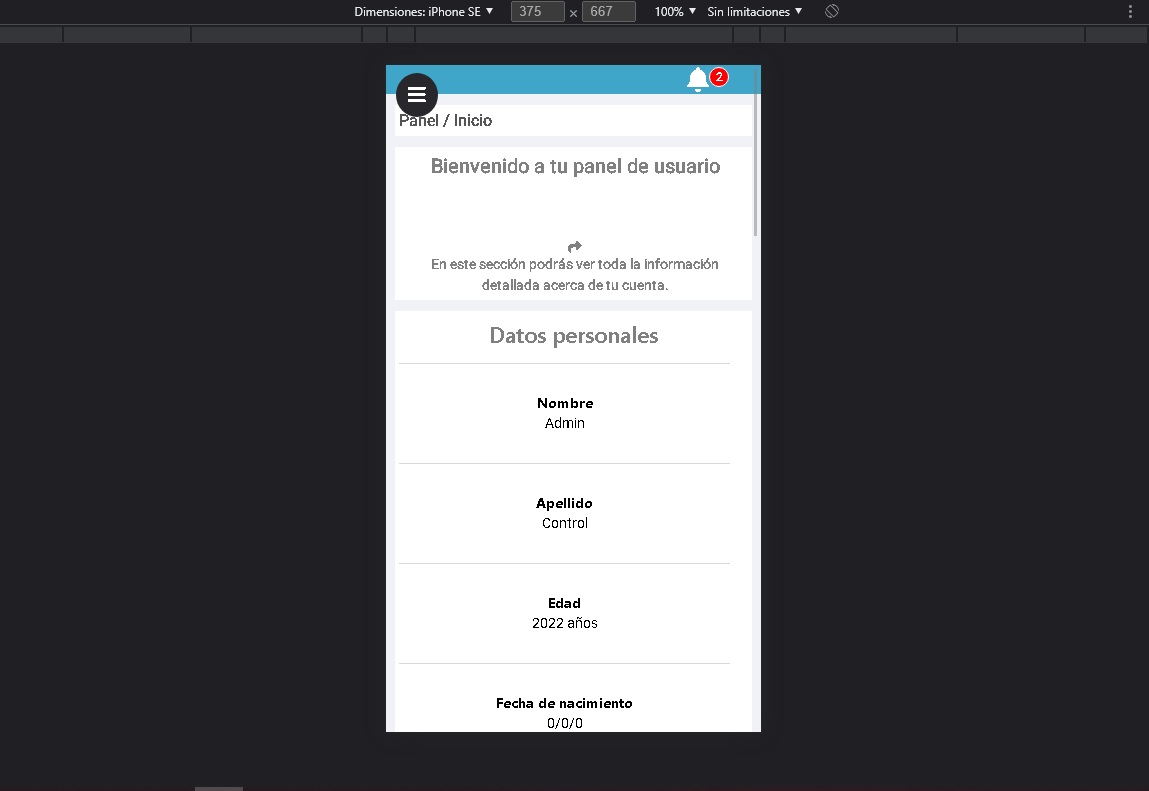 Dimensiones: iPhone SE ▼ 375 × 667 100% ▼ Sin limitaciones ▼
2
Panel / Inicio
Bienvenido a tu panel de usuario
En este sección podrás ver toda la información
detallada acerca de tu cuenta.
Datos personales
Nombre
Admin
Apellido
Control
Edad
2022 años
Fecha de nacimiento
0/0/0